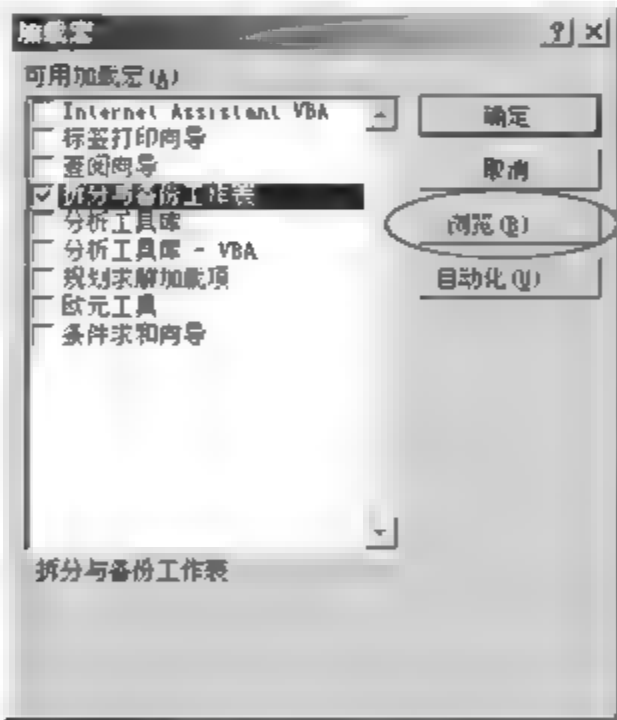 加载宏
可用加载宏(A)
Internet Assistant VBA
标签打印向导
查阅向导
拆分与备份工作表
分析工具库
分析工具库 - VBA
规划求解加载项
欧元工具
条件求和向导
确定
取消
浏览(B)
自动化(U)
拆分与备份工作表